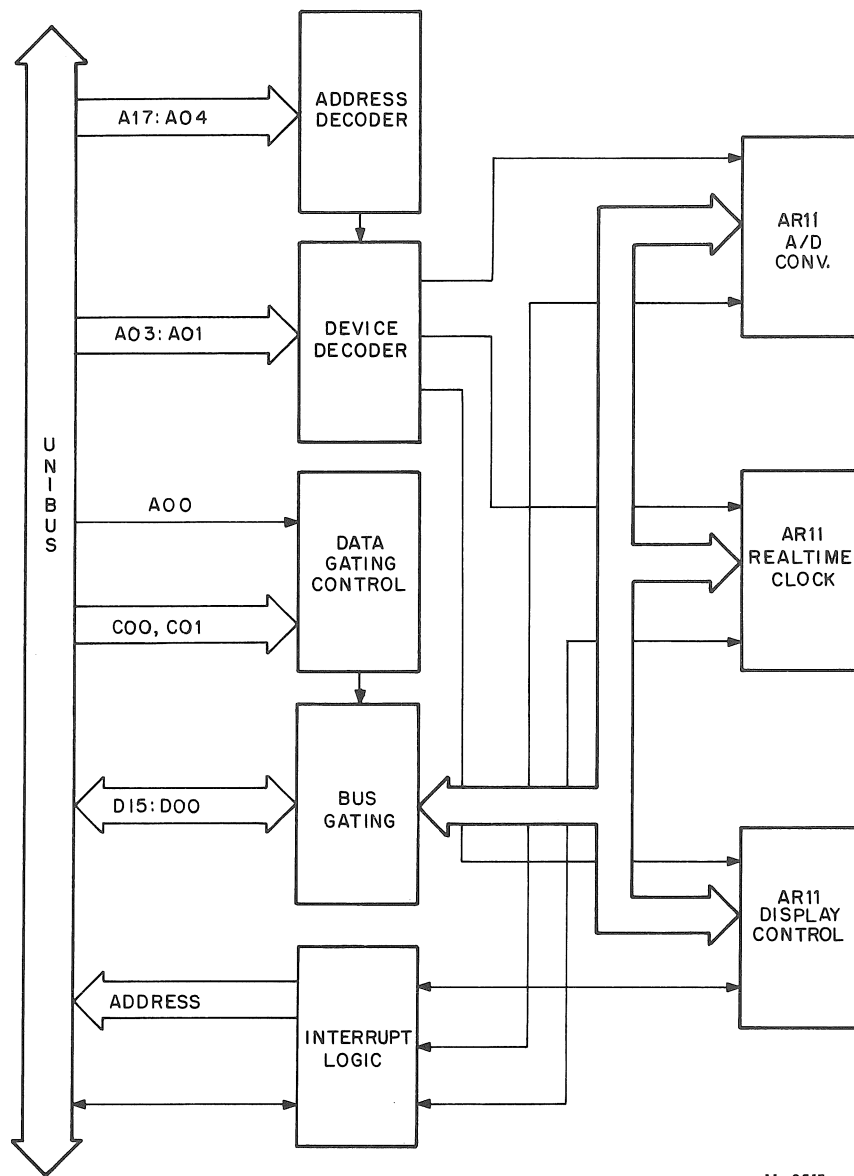 ADDRESS
DECODER
A17: A04
AR11
A/D
CONV.
DEVICE
DECODER
A03: A01
UNIBUS
A00
DATA
GATING
CONTROL
C00, C01
AR11
REALTIME
CLOCK
D15: D00
BUS
GATING
AR11
DISPLAY
CONTROL
ADDRESS
INTERRUPT
LOGIC